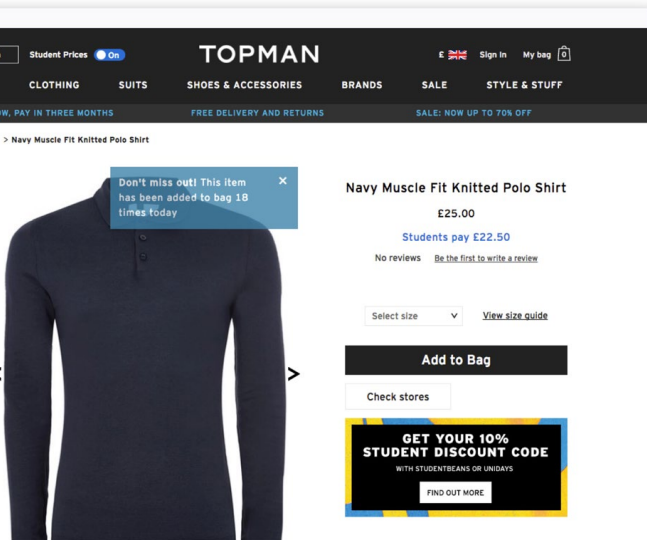 Student Prices On
TOPMAN
£ Sign In My bag 0
CLOTHING SUITS SHOES & ACCESSORIES BRANDS SALE STYLE & STUFF
PAY IN THREE MONTHS FREE DELIVERY AND RETURNS SALE: NOW UP TO 70% OFF
> Navy Muscle Fit Knitted Polo Shirt
Don't miss out! This item
has been added to bag 18
times today
Navy Muscle Fit Knitted Polo Shirt
£25.00
Students pay £22.50
No reviews Be the first to write a review
Select size View size guide
Add to Bag
Check stores
GET YOUR 10%
STUDENT DISCOUNT CODE
WITH STUDENTBEANS OR UNIDAYS
FIND OUT MORE